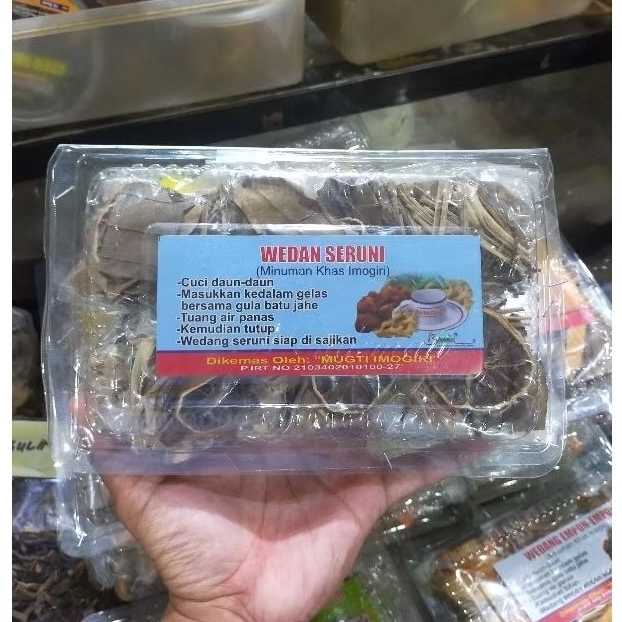 WEDAN SERUNI
(Minuman Khas Imogiri)
-Cuci daun-daun
-Masukkan kedalam gelas
bersama gula batu jahe
-Tuang air panas
-Kemudian tutup
-Wedang seruni siap di sajikan
Dikemas Oleh: "MUGTI IMOGIRI"
P.IRT NO 2103402010100-27
WEDANG EMPON EMPON